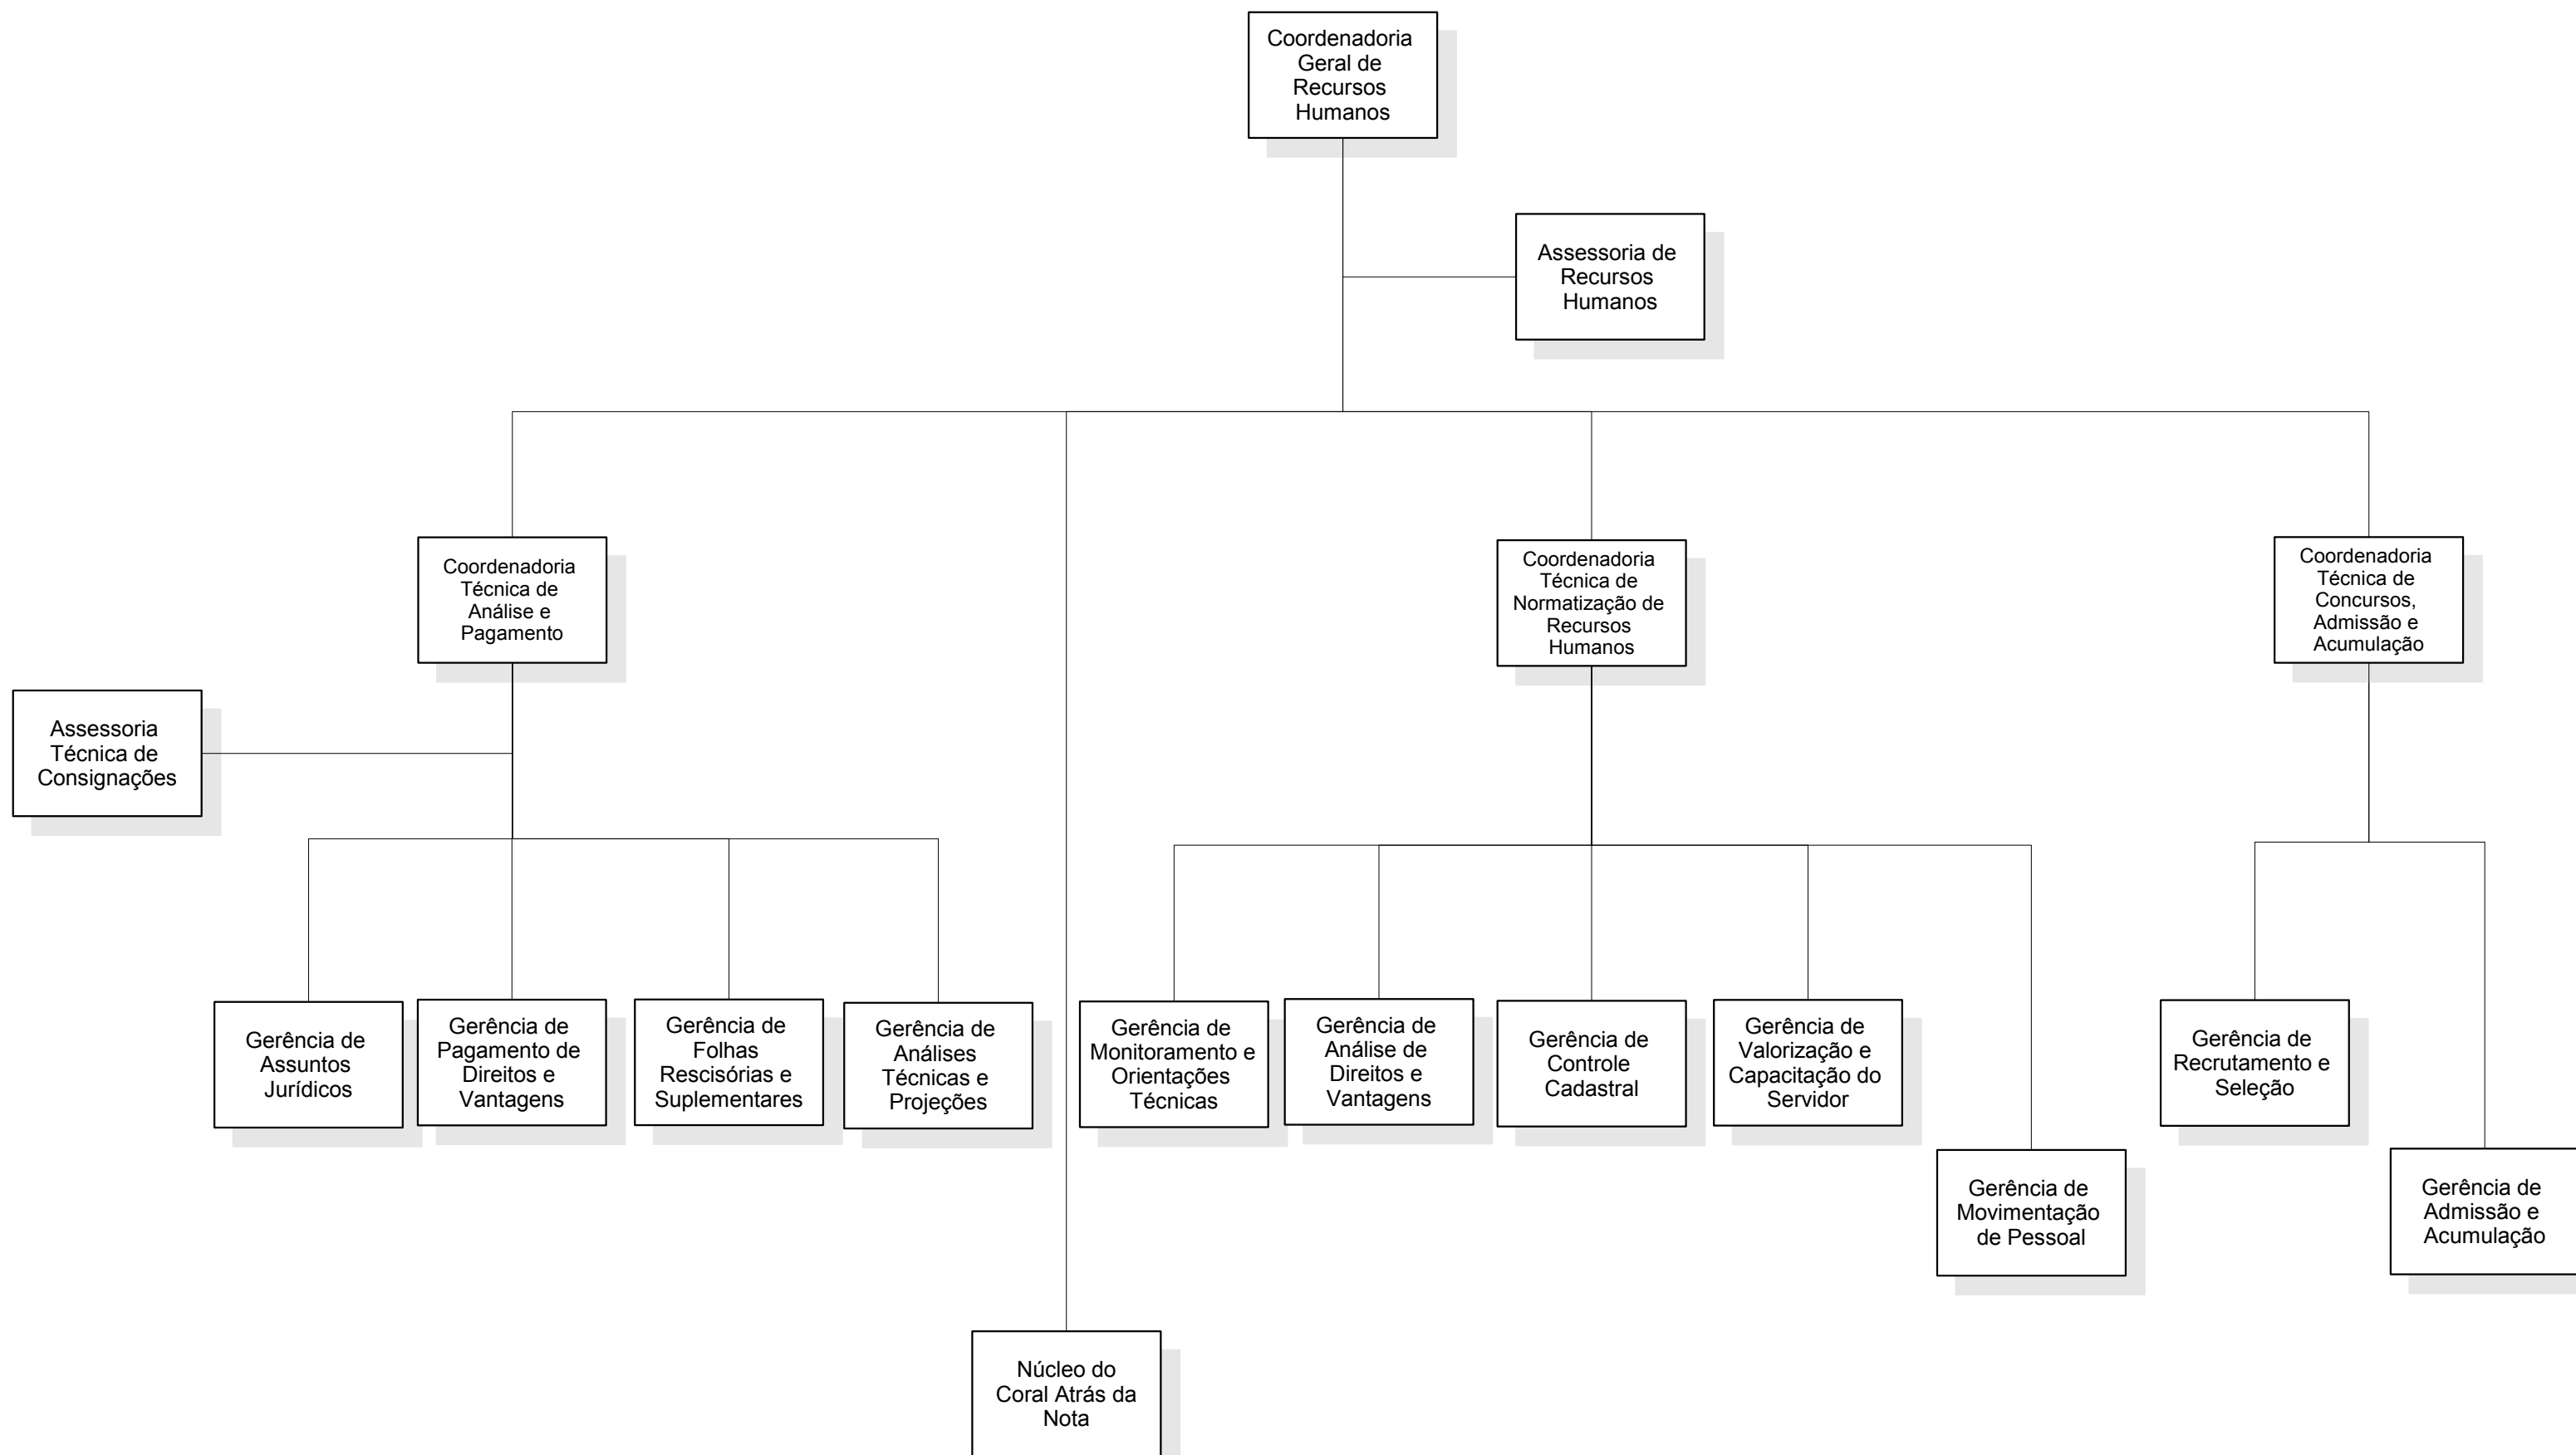 Coordenadoria
Geral de
Recursos
Humanos
Assessoria de
Recursos
Humanos
Coordenadoria
Técnica de
Análise e
Pagamento
Coordenadoria
Técnica de
Normatização de
Recursos
Humanos
Coordenadoria
Técnica de
Concursos,
Admissão e
Acumulação
Assessoria
Técnica de
Consignações
Gerência de
Assuntos
Jurídicos
Gerência de
Pagamento de
Direitos e
Vantagens
Gerência de
Folhas
Rescisórias e
Suplementares
Gerência de
Análises
Técnicas e
Projeções
Gerência de
Monitoramento e
Orientações
Técnicas
Gerência de
Análise de
Direitos e
Vantagens
Gerência de
Controle
Cadastral
Gerência de
Valorização e
Capacitação do
Servidor
Gerência de
Recrutamento e
Seleção
Gerência de
Movimentação
de Pessoal
Gerência de
Admissão e
Acumulação
Núcleo do
Coral Atrás da
Nota